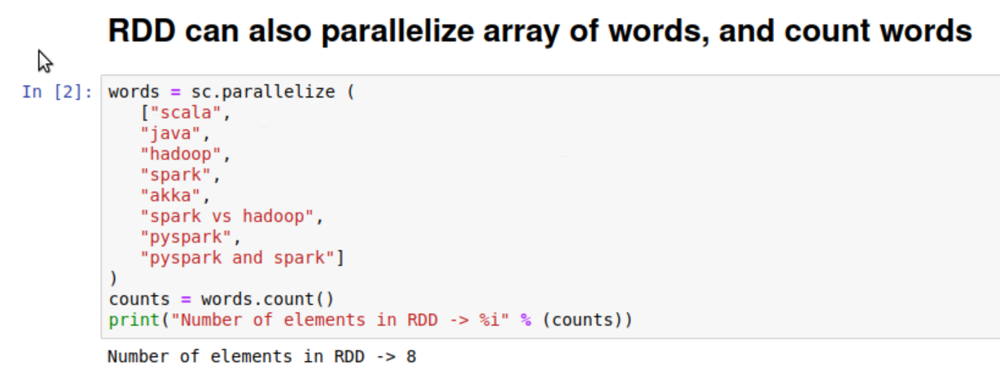 RDD can also parallelize array of words, and count words
In [2]: words = sc.parallelize (
["scala",
"java",
"hadoop",
"spark",
"akka",
"spark vs hadoop",
"pyspark",
"pyspark and spark"]
)
counts = words.count()
print("Number of elements in RDD -> %i" % (counts))
Number of elements in RDD -> 8